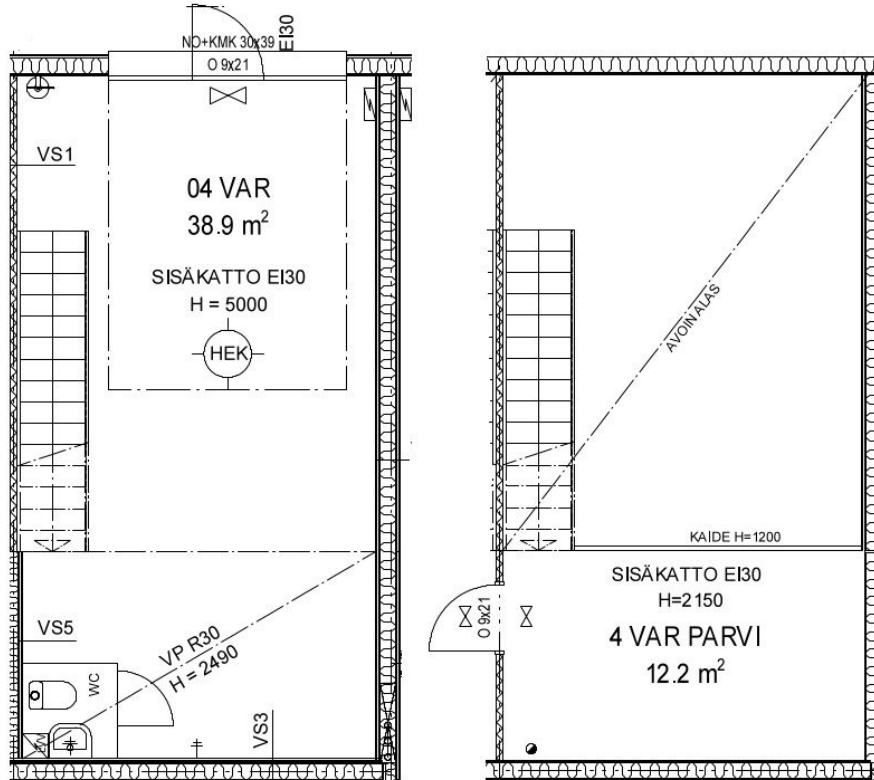 NO+KMK 30x39
EI30
O 9x21
VS1
04 VAR
38.9 m²
SISÄKATTO EI30
H = 5000
HEK
VS5
VP R30
H = 2490
WC
VS3
AVOIN ALAS
KAIDE H=1200
O 9x21
SISÄKATTO EI30
H=2150
4 VAR PARVI
12.2 m²